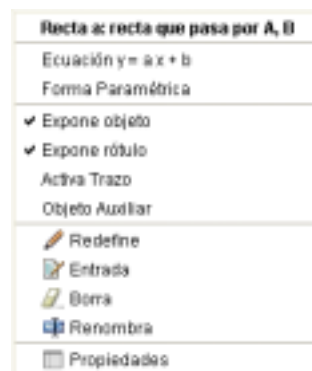 Recta a: recta que pasa por A, B
Ecuación y = a x + b
Forma Paramétrica
Expone objeto
Expone rótulo
Activa Trazo
Objeto Auxiliar
Redefine
Entrada
Borra
Renombra
Propiedades